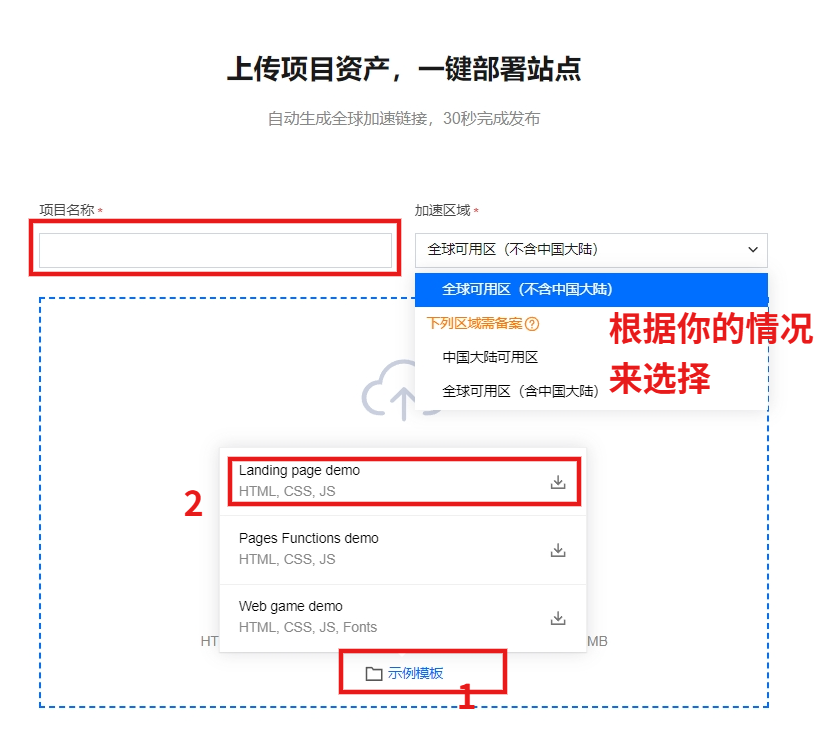 上传项目资产，一键部署站点
自动生成全球加速链接，30秒完成发布
项目名称 *
加速区域 *
全球可用区（不含中国大陆）
全球可用区（不含中国大陆）
下列区域需备案
中国大陆可用区
全球可用区（含中国大陆）
根据你的情况
来选择
Landing page demo
HTML, CSS, JS
2
Pages Functions demo
HTML, CSS, JS
Web game demo
HTML, CSS, JS, Fonts
HT
MB
示例模板
1